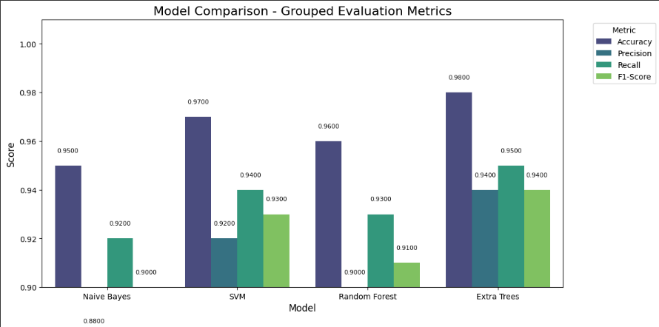 Model Comparison - Grouped Evaluation Metrics
Metric
Accuracy
Precision
Recall
F1-Score
Score
1.00
0.98
0.96
0.94
0.92
0.90
0.9500
0.8800
0.9200
0.9000
0.9700
0.9200
0.9400
0.9300
0.9600
0.9000
0.9300
0.9100
0.9800
0.9400
0.9500
0.9400
Naive Bayes
SVM
Random Forest
Extra Trees
Model